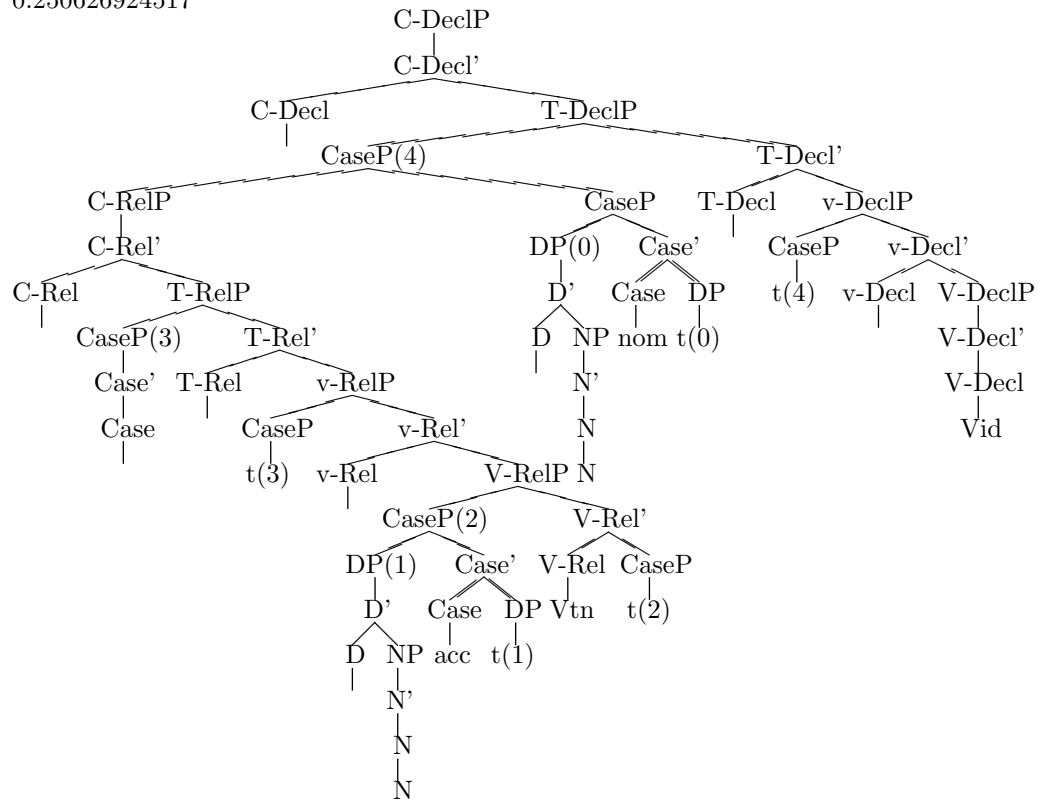 C-DeclP
C-Decl'
C-Decl T-DeclP
CaseP(4) T-Decl'
C-RelP CaseP T-Decl v-DeclP
C-Rel' DP(0) Case' CaseP v-Decl'
C-Rel T-RelP D' Case DP t(4) v-Decl V-DeclP
CaseP(3) T-Rel' D NP nom t(0) V-Decl'
Case' T-Rel v-RelP N' V-Decl
Case CaseP v-Rel' N Vid
t(3) v-Rel V-RelP N
CaseP(2) V-Rel'
DP(1) Case' V-Rel CaseP
D' Case DP Vtn t(2)
D NP acc t(1)
N'
N
N